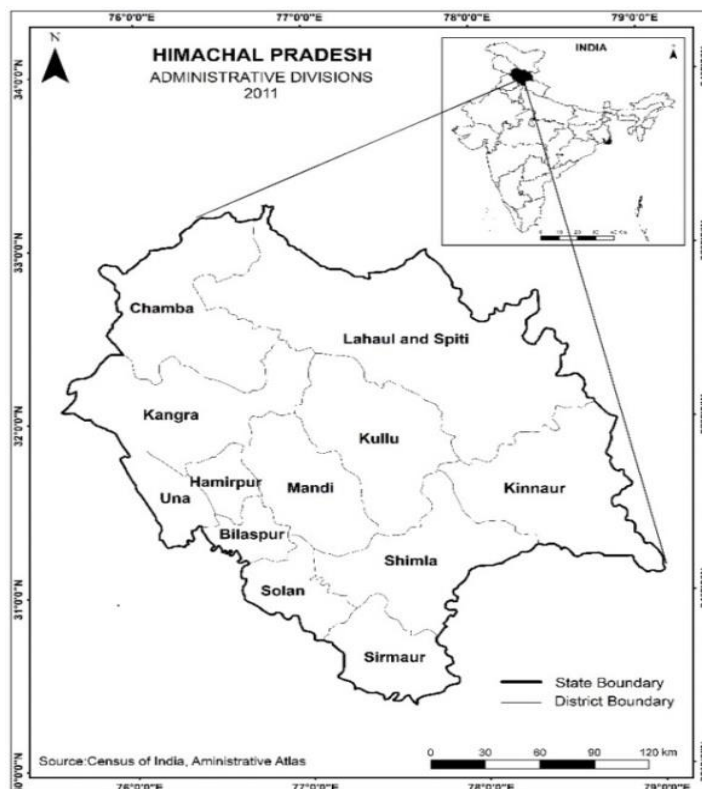 76°0'0"E 77°0'0"E 78°0'0"E 79°0'0"E
N
HIMACHAL PRADESH
ADMINISTRATIVE DIVISIONS
2011
INDIA
34°0'0"N
33°0'0"N
32°0'0"N
31°0'0"N
30°0'0"N
Chamba
Lahaul and Spiti
Kangra
Kullu
Hamirpur
Mandi
Kinnaur
Una
Bilaspur
Shimla
Solan
Sirmaur
State Boundary
District Boundary
Source:Census of India, Aministrative Atlas
0 30 60 90 120 km
76°0'0"E 77°0'0"E 78°0'0"E 79°0'0"E